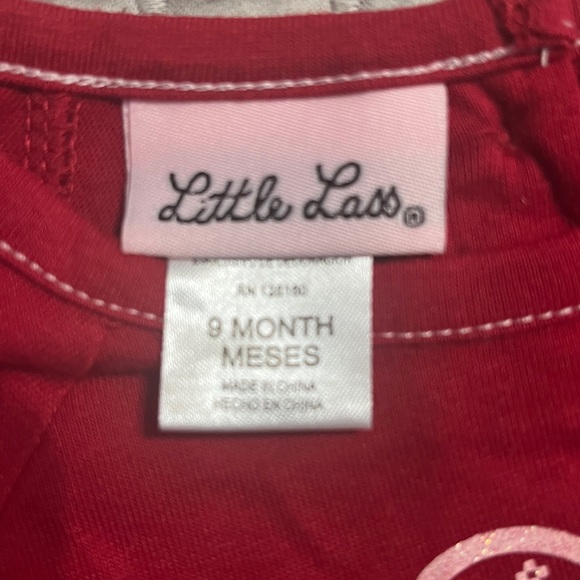 Little Lass®
9 MONTH
MESES
MADE IN CHINA
HECHO EN CHINA